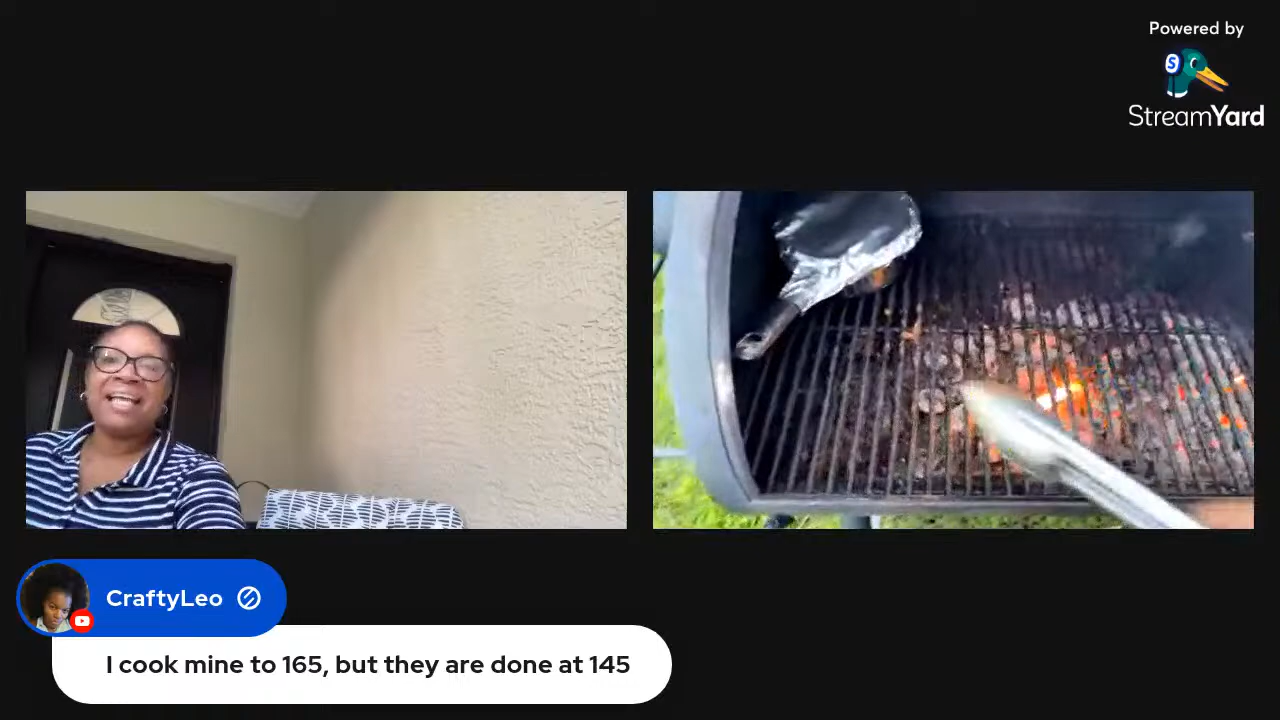 Powered by
S
StreamYard
CraftyLeo
I cook mine to 165, but they are done at 145